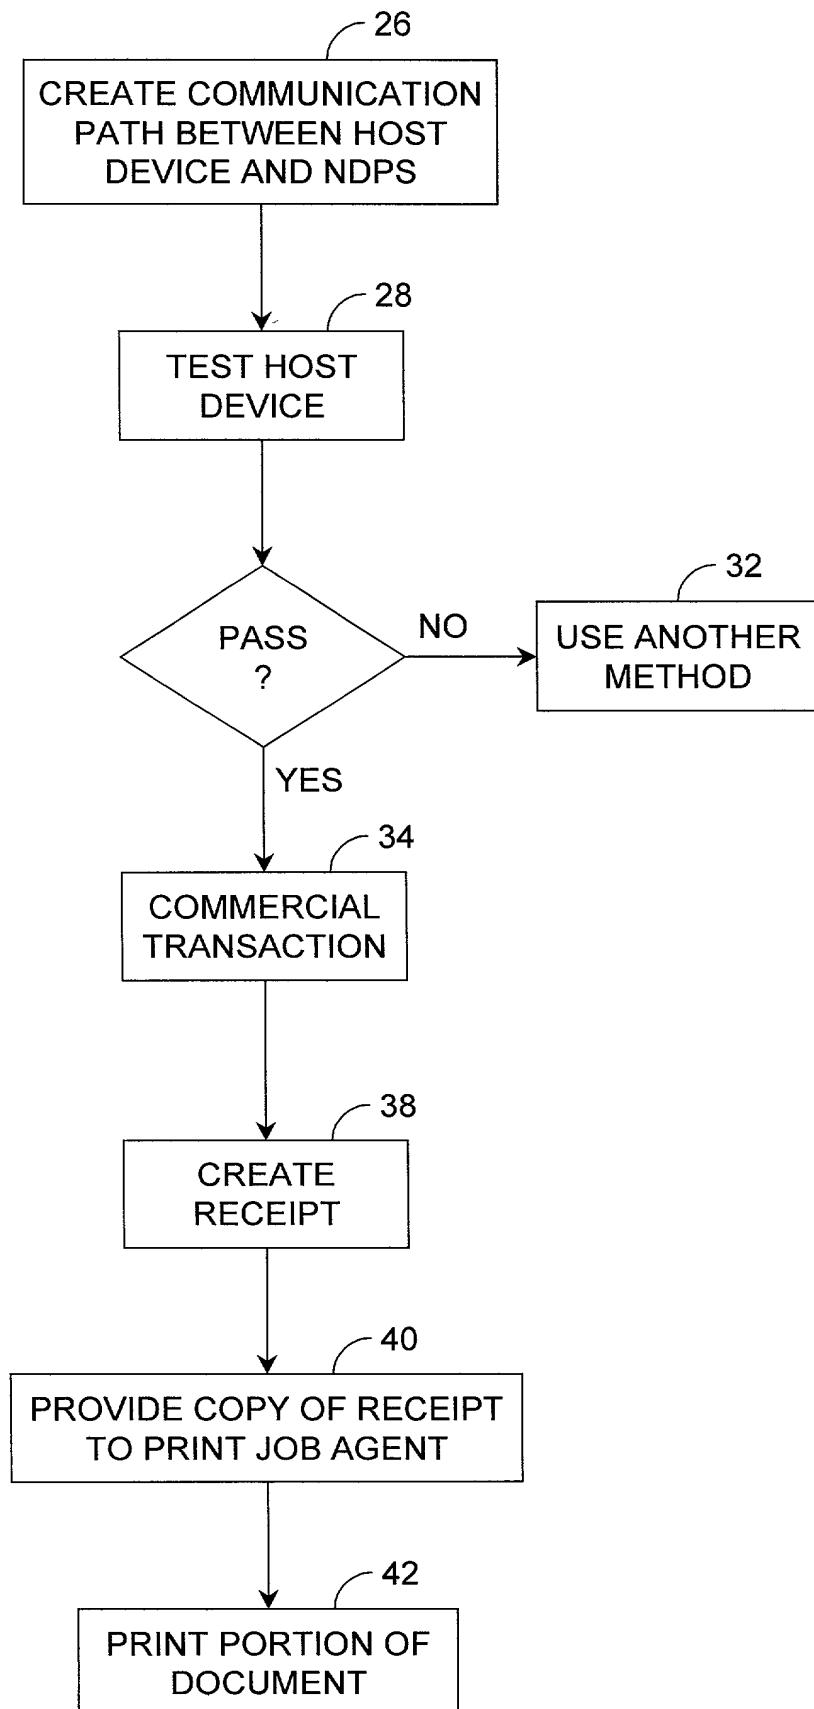 26
CREATE COMMUNICATION
PATH BETWEEN HOST
DEVICE AND NDPS
28
TEST HOST
DEVICE
PASS
?
NO
32
USE ANOTHER
METHOD
YES
34
COMMERCIAL
TRANSACTION
38
CREATE
RECEIPT
40
PROVIDE COPY OF RECEIPT
TO PRINT JOB AGENT
42
PRINT PORTION OF
DOCUMENT